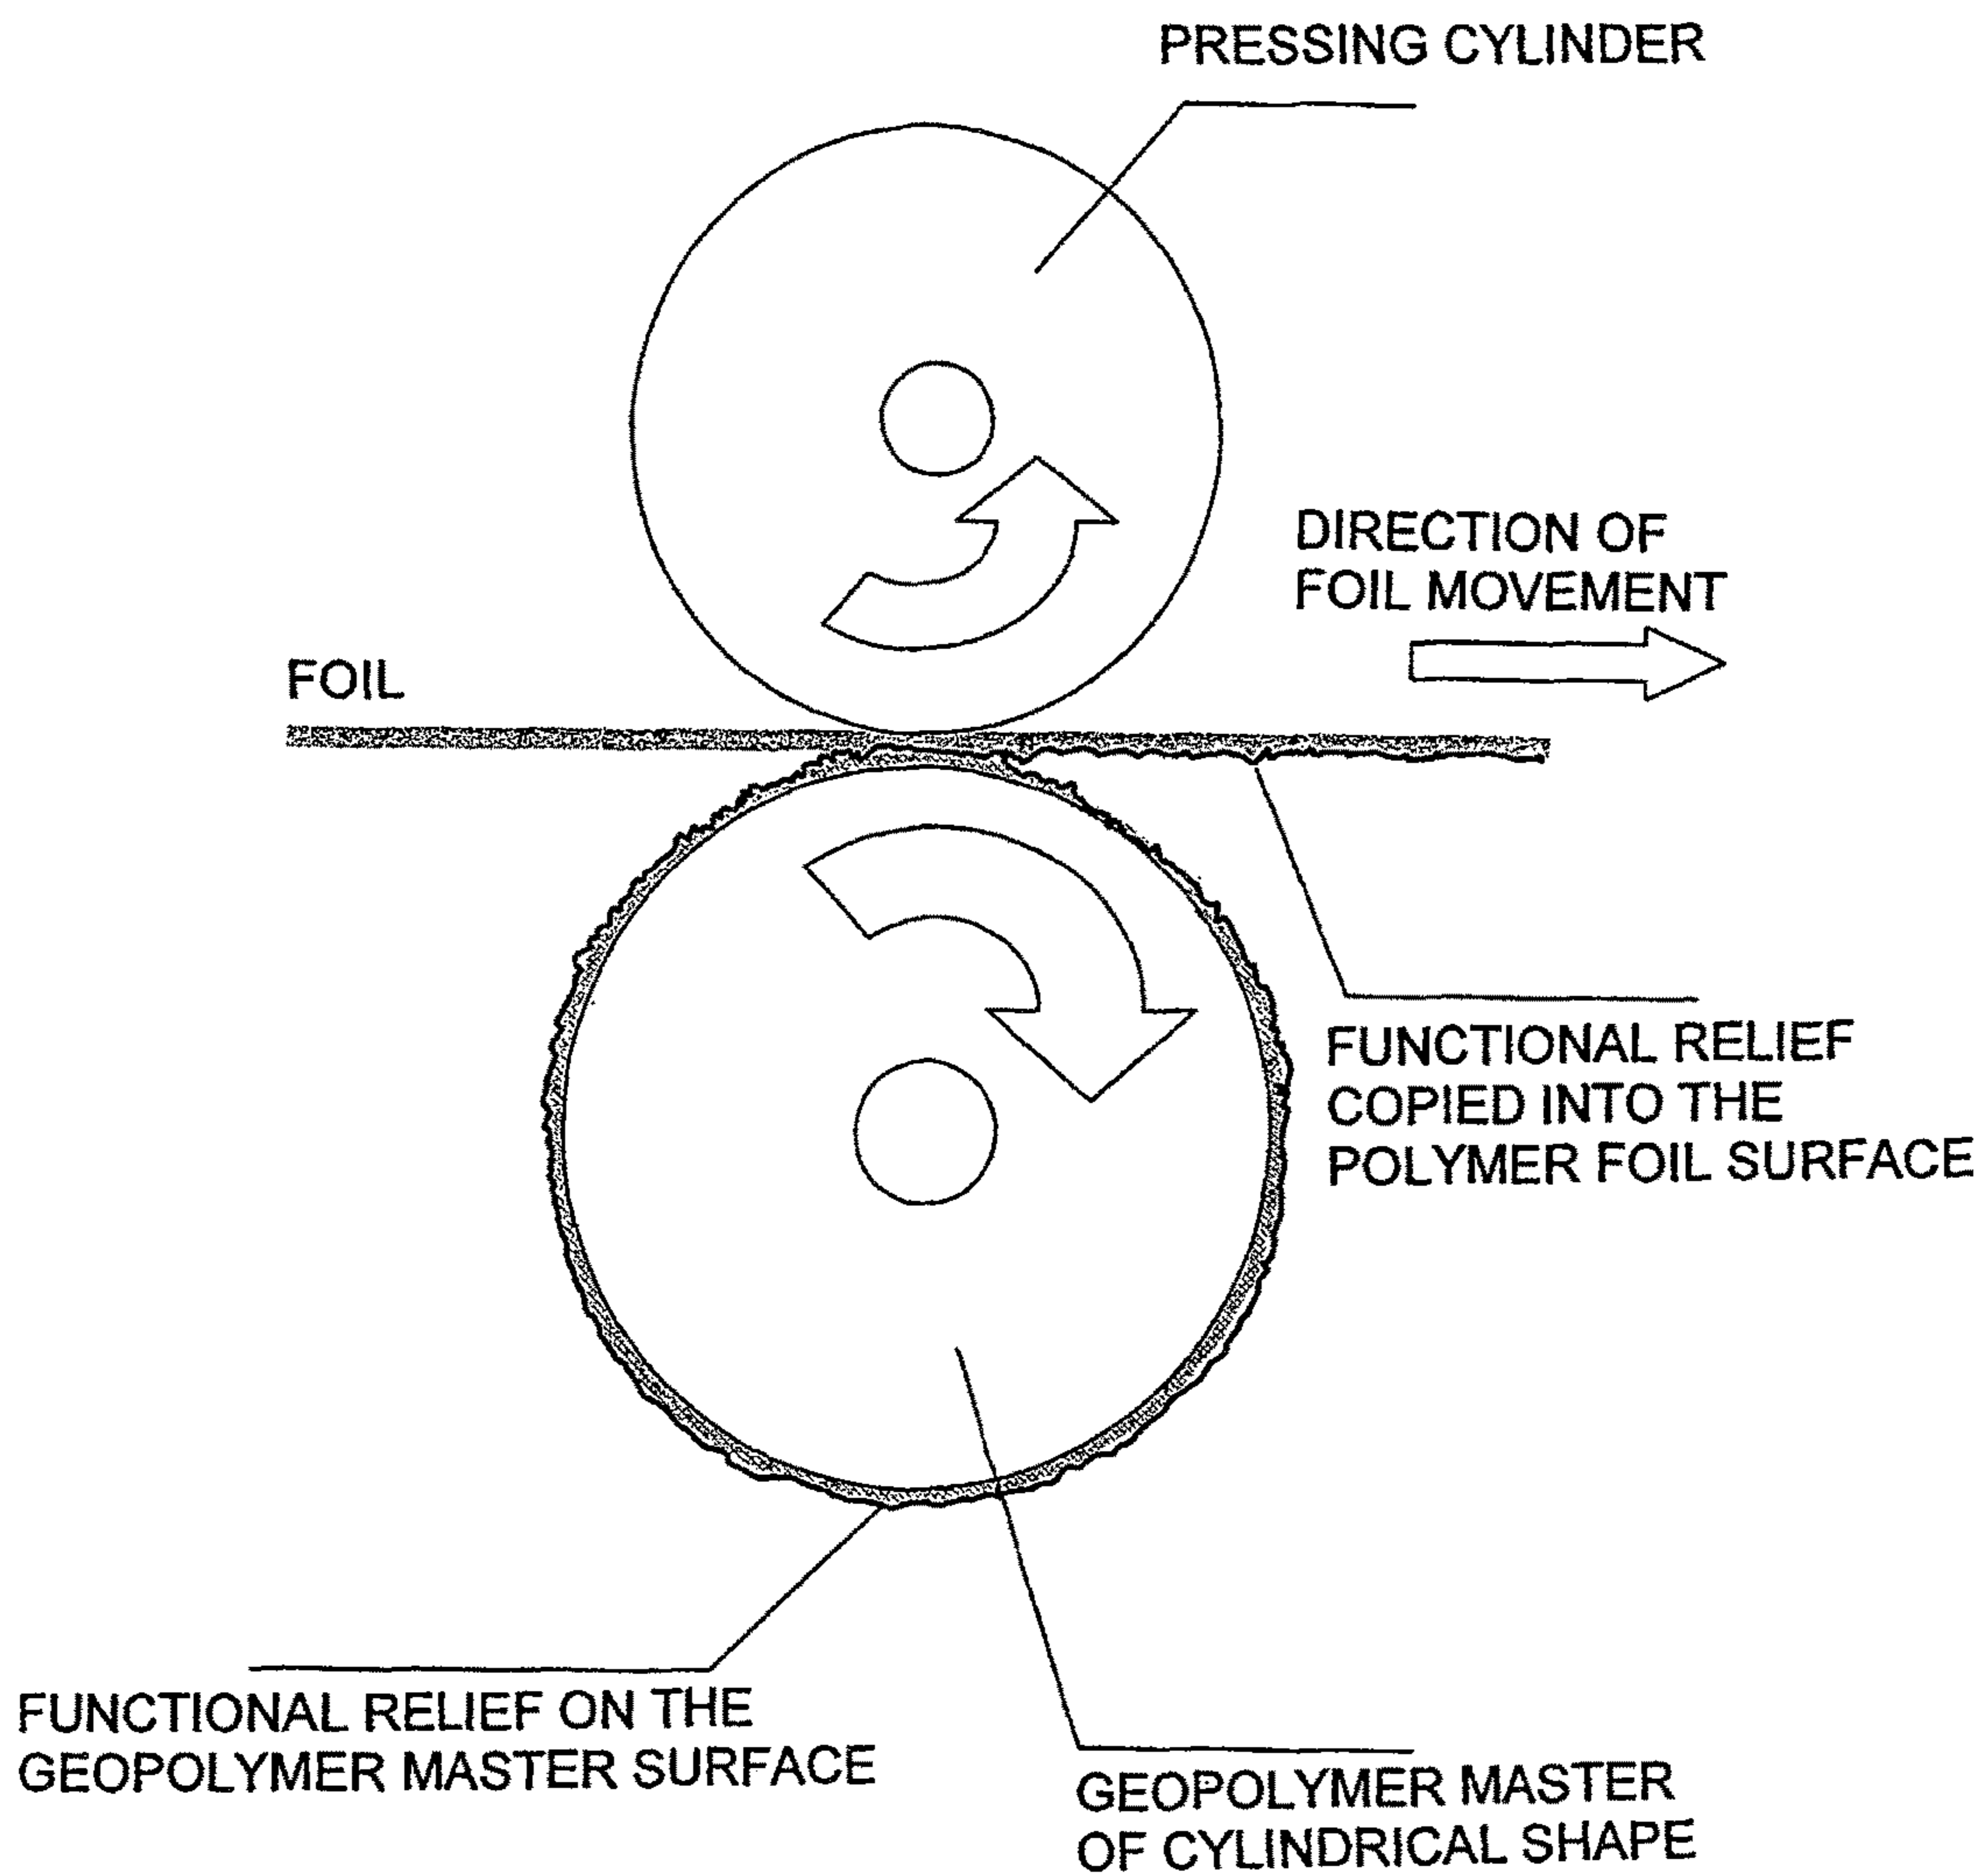 PRESSING CYLINDER
DIRECTION OF
FOIL MOVEMENT
FOIL
FUNCTIONAL RELIEF
COPIED INTO THE
POLYMER FOIL SURFACE
FUNCTIONAL RELIEF ON THE
GEOPOLYMER MASTER SURFACE
GEOPOLYMER MASTER
OF CYLINDRICAL SHAPE